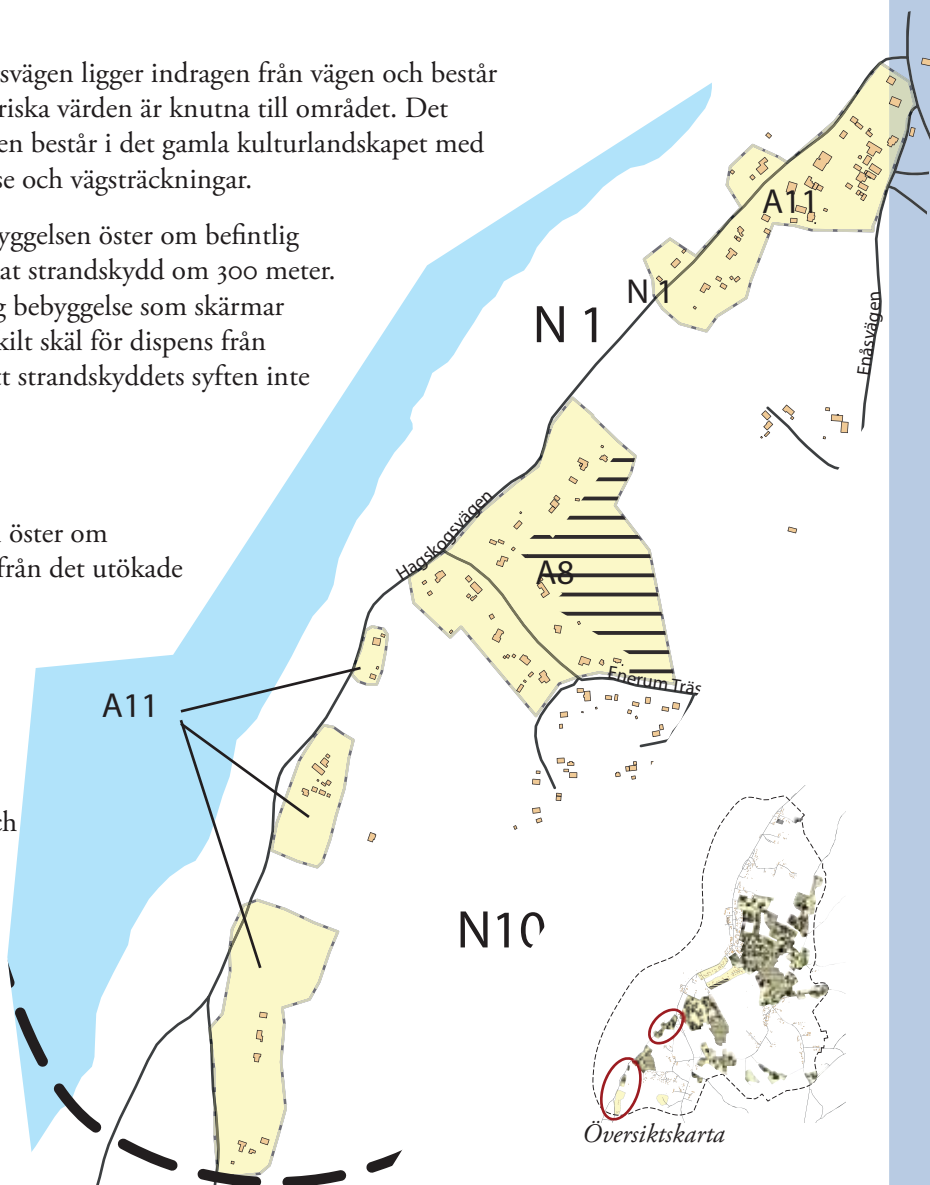 svägen ligger indragen från vägen och består
riska värden är knutna till området. Det
en består i det gamla kulturlandskapet med
se och vägsträckningar.
yggelsen öster om befintlig
at strandskydd om 300 meter.
g bebyggelse som skärmar
kilt skäl för dispens från
tt strandskyddets syften inte
öster om
från det utökade
ch
A11
N 1
N 1
Enåsvägen
Hagskogsvägen
A8
Enerum Träs
A11
N10
Översiktskarta